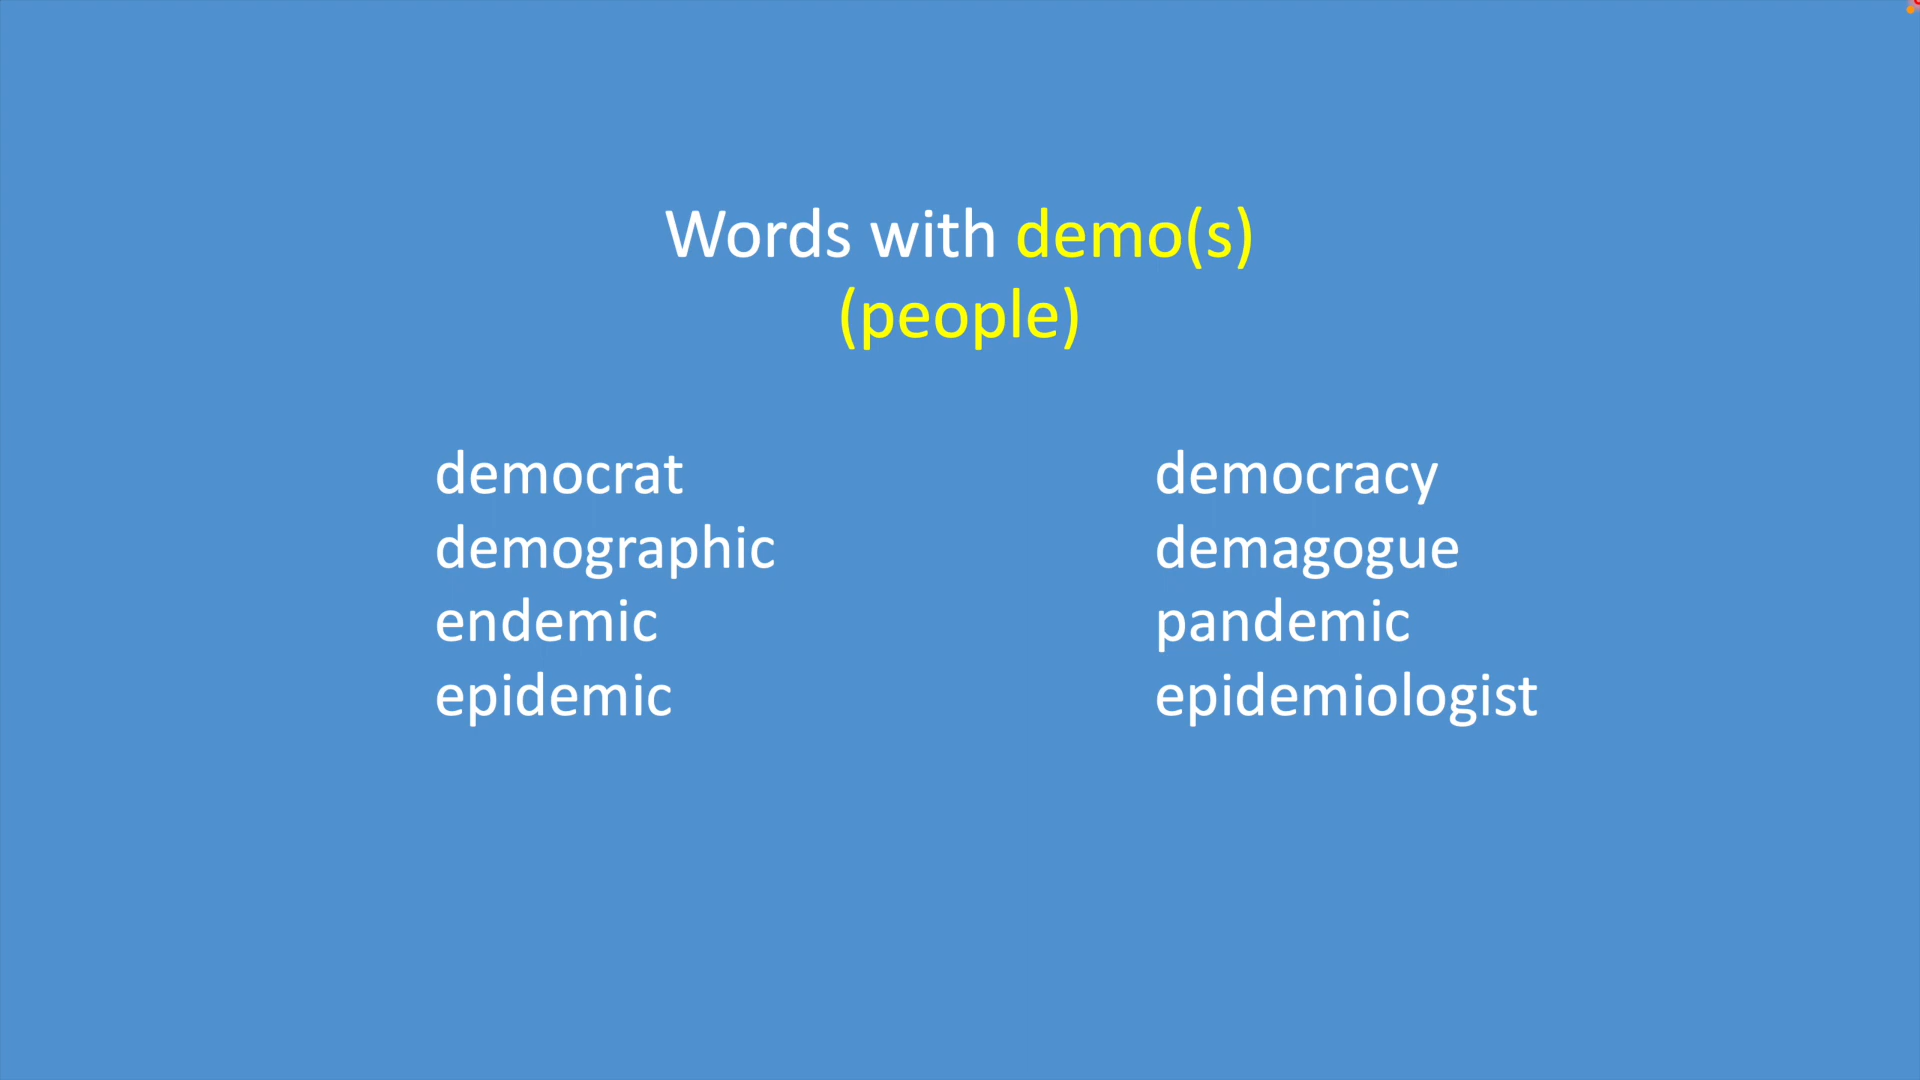 Words with demo(s)
(people)
democrat
demographic
endemic
epidemic
democracy
demagogue
pandemic
epidemiologist